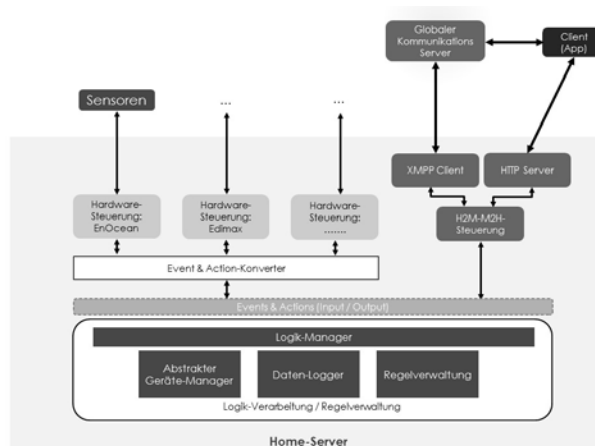 Globaler
Kommunikations
Server
Client
(App)
Sensoren
...
...
XMPP Client
HTTP Server
Hardware-
Steuerung:
EnOcean
Hardware-
Steuerung:
Edimax
Hardware-
Steuerung:
.......
H2M-M2H-
Steuerung
Event & Action-Konverter
Events & Actions (Input / Output)
Logik-Manager
Abstrakter
Geräte-Manager
Daten-Logger
Regelverwaltung
Logik-Verarbeitung / Regelverwaltung
Home-Server